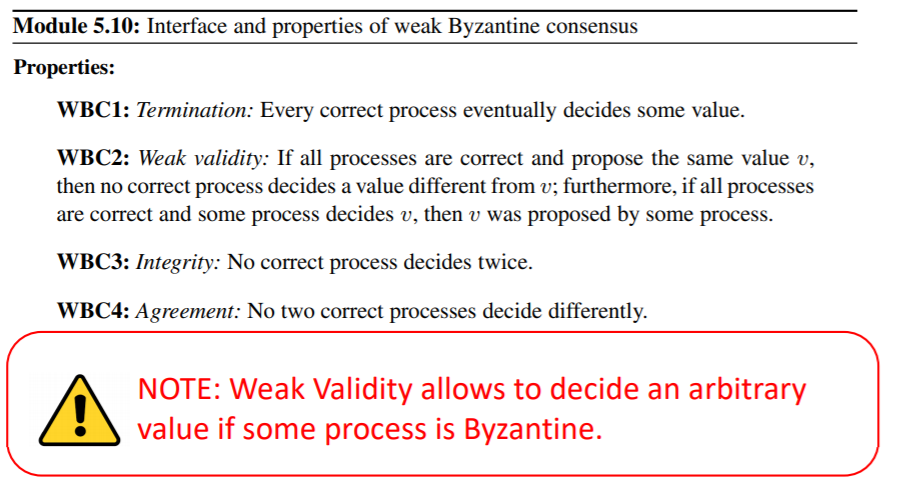 Module 5.10: Interface and properties of weak Byzantine consensus
Properties:
WBC1: Termination: Every correct process eventually decides some value.
WBC2: Weak validity: If all processes are correct and propose the same value v,
then no correct process decides a value different from v; furthermore, if all processes
are correct and some process decides v, then v was proposed by some process.
WBC3: Integrity: No correct process decides twice.
WBC4: Agreement: No two correct processes decide differently.
NOTE: Weak Validity allows to decide an arbitrary
value if some process is Byzantine.